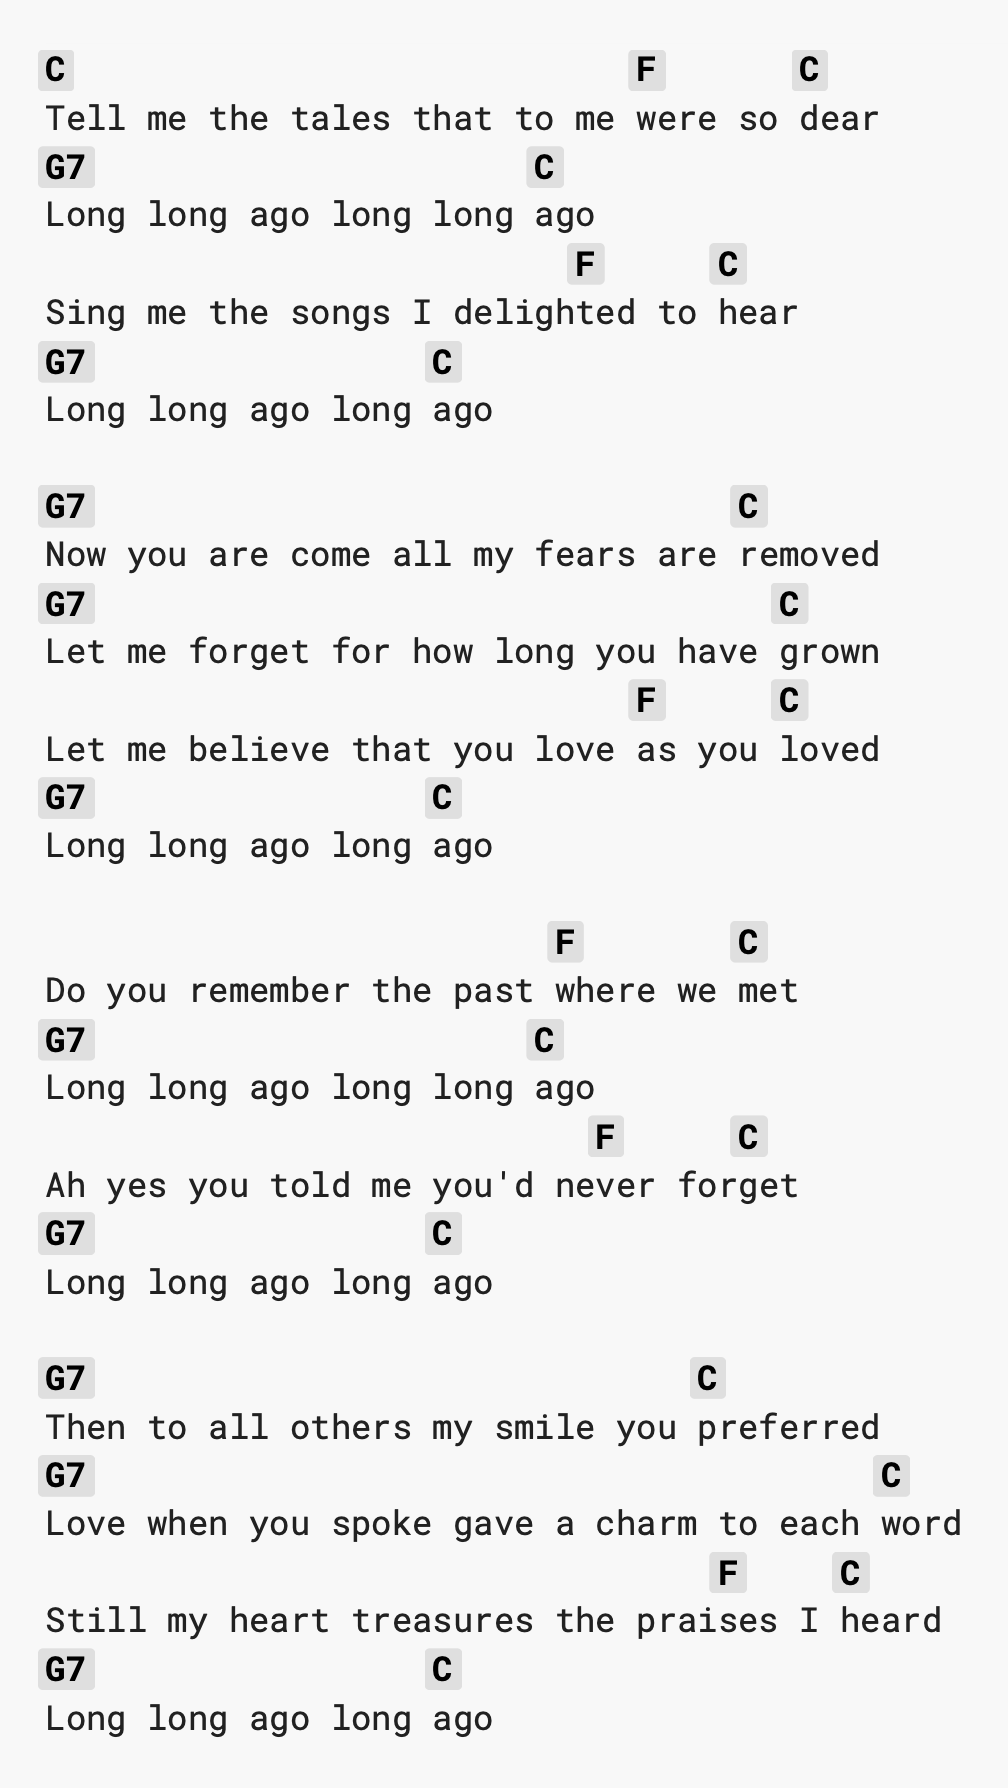 C                            F       C
Tell me the tales that to me were so dear
G7                      C
Long long ago long long ago
                          F      C
Sing me the songs I delighted to hear
G7                 C
Long long ago long ago

G7                                C
Now you are come all my fears are removed
G7                                  C
Let me forget for how long you have grown
                             F      C
Let me believe that you love as you loved
G7                 C
Long long ago long ago

                         F        C
Do you remember the past where we met
G7                      C
Long long ago long long ago
                           F      C
Ah yes you told me you'd never forget
G7                 C
Long long ago long ago

G7                              C
Then to all others my smile you preferred
G7                                       C
Love when you spoke gave a charm to each word
                                 F     C
Still my heart treasures the praises I heard
G7                 C
Long long ago long ago